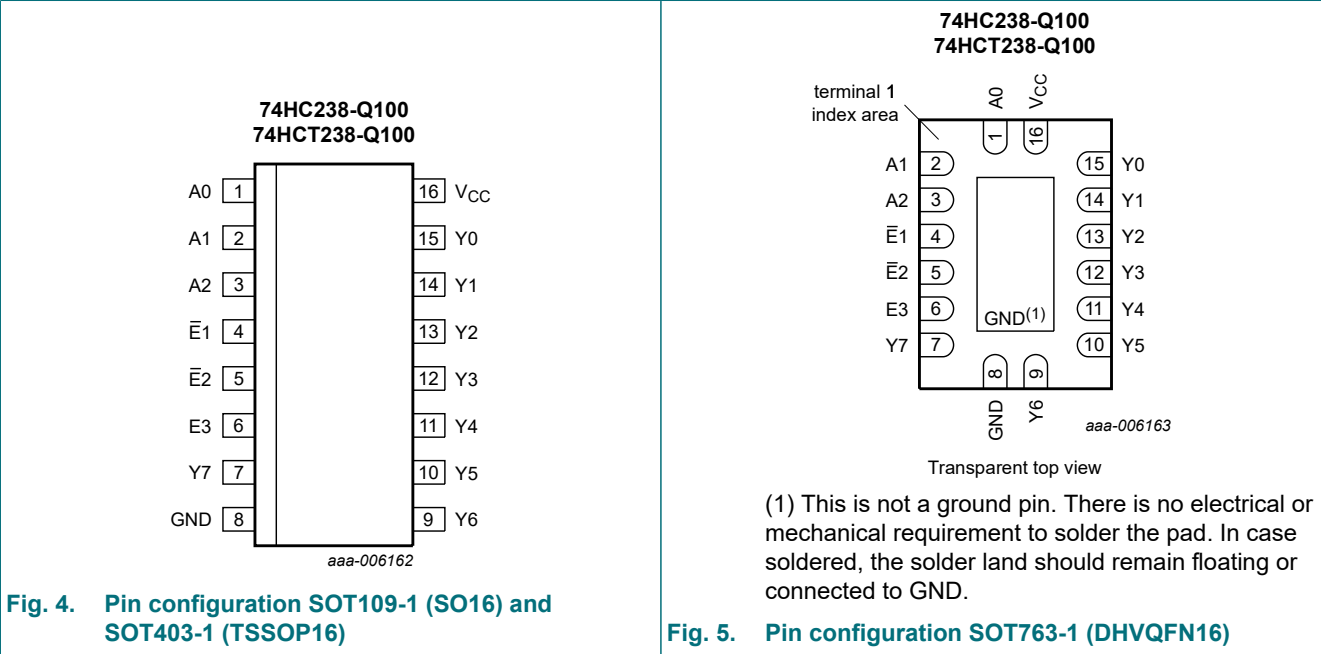 74HC238-Q100
74HCT238-Q100
A0 1
16 VCC
A1 2
15 Y0
A2 3
14 Y1
E̅1 4
13 Y2
E̅2 5
12 Y3
E3 6
11 Y4
Y7 7
10 Y5
GND 8
9 Y6
aaa-006162
Fig. 4. Pin configuration SOT109-1 (SO16) and
SOT403-1 (TSSOP16)
74HC238-Q100
74HCT238-Q100
terminal 1
index area
A0
VCC
1
16
A1 2
15 Y0
A2 3
14 Y1
E̅1 4
13 Y2
E̅2 5
12 Y3
E3 6
11 Y4
GND(1)
Y7 7
10 Y5
8
9
GND
Y6
aaa-006163
Transparent top view
(1) This is not a ground pin. There is no electrical or
mechanical requirement to solder the pad. In case
soldered, the solder land should remain floating or
connected to GND.
Fig. 5. Pin configuration SOT763-1 (DHVQFN16)